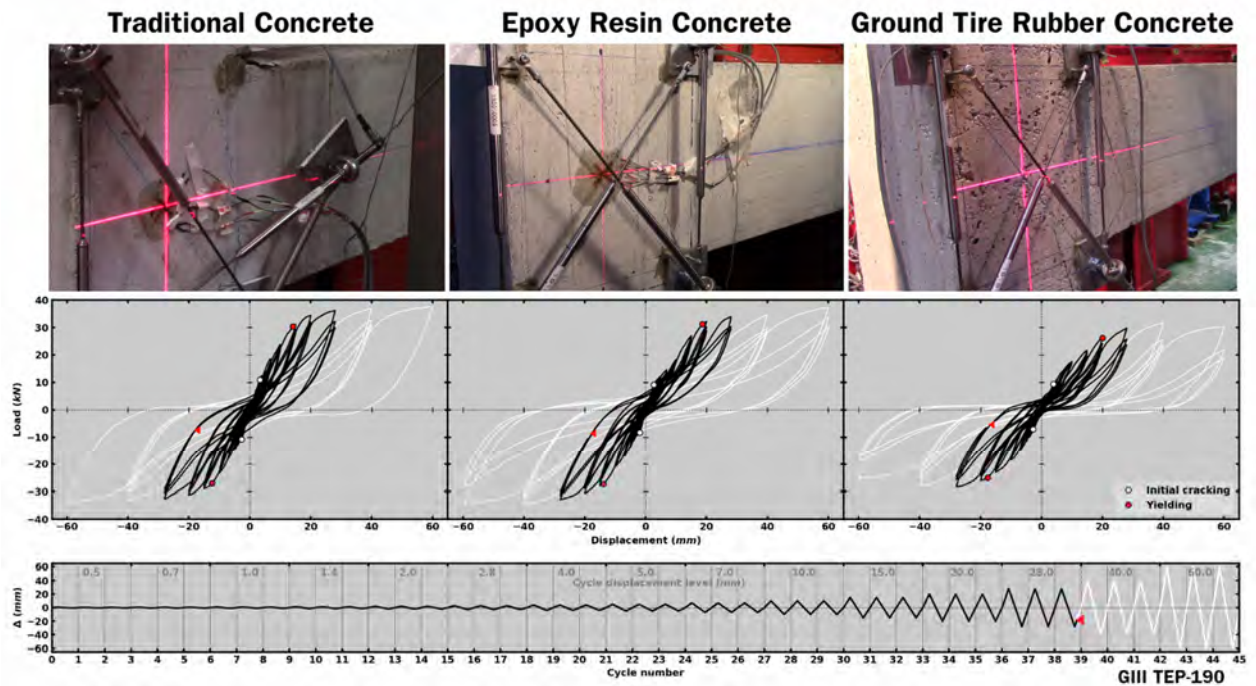 Traditional Concrete Epoxy Resin Concrete Ground Tire Rubber Concrete
40
30
20
10
0
−10
−20
−30
−40
Load (kN)
−60 −40 −20 0 20 40 60 −60 −40 −20 0 20 40 60 −60 −40 −20 0 20 40 60
Displacement (mm)
Initial cracking
Yielding
60
40
20
0
−20
−40
−60
Δ (mm)
0.5 0.7 1.0 1.4 2.0 2.8 4.0 5.0 7.0 10.0 15.0 20.0 28.0 40.0 60.0
Cycle displacement level (mm)
0 1 2 3 4 5 6 7 8 9 10 11 12 13 14 15 15 16 17 18 19 20 21 22 23 24 25 26 27 28 29 30 30 31 32 33 34 35 36 37 38 39 40 41 42 43 44 45
Cycle number
GIII TEP-190